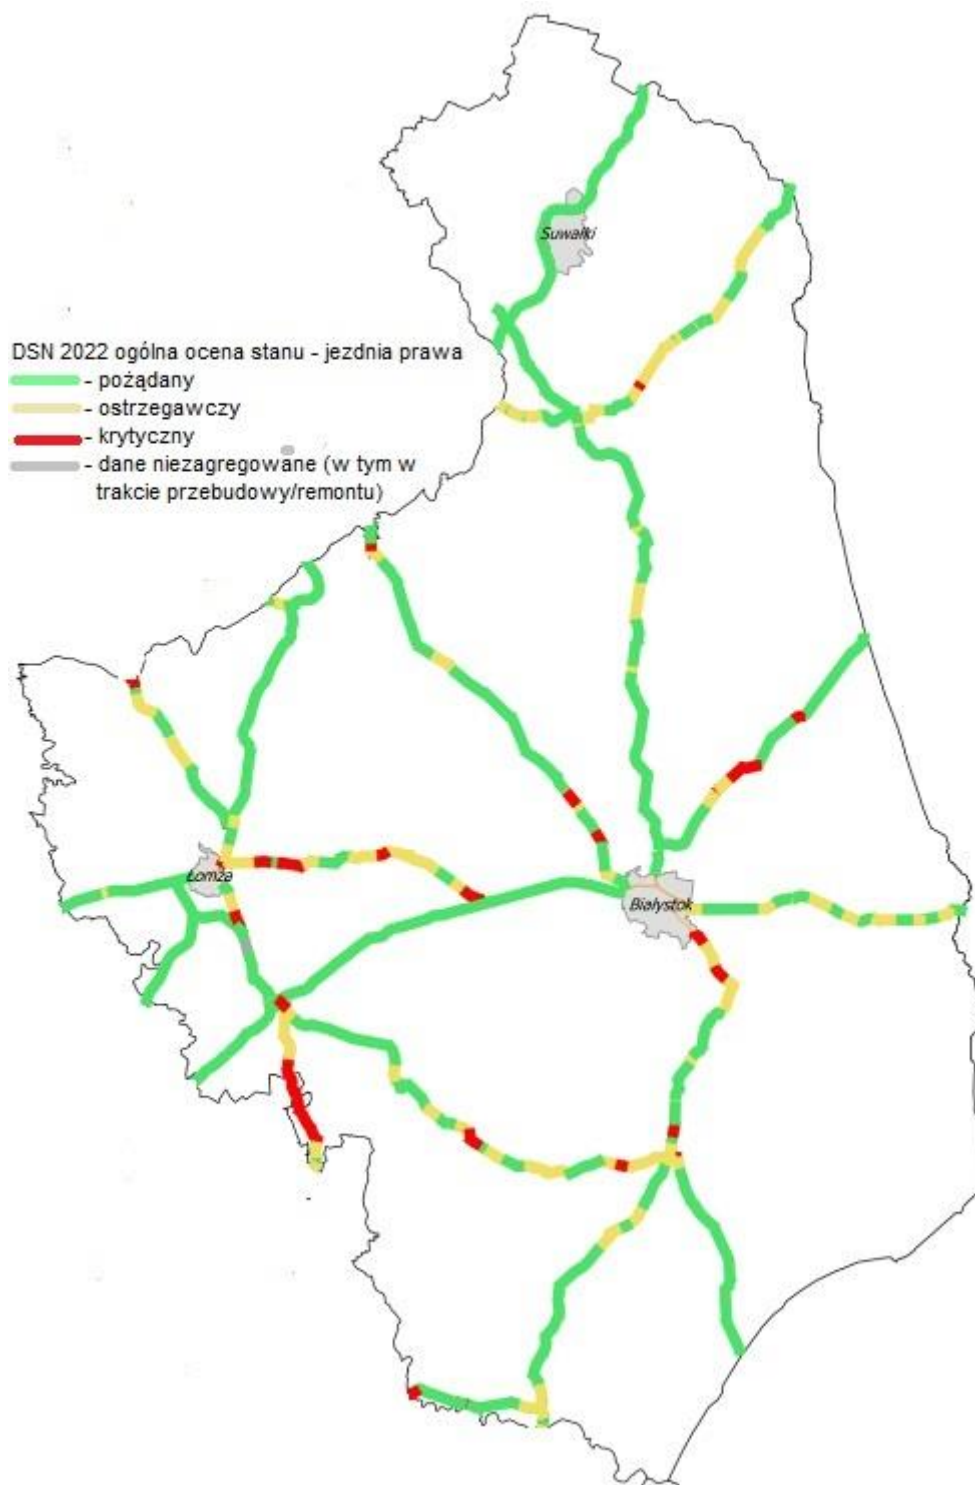 Suwałki
DSN 2022 ogólna ocena stanu - jezdnia prawa
- pożądany
- ostrzegawczy
- krytyczny
- dane niezagregowane (w tym w
trakcie przebudowy/remontu)
Łomża
Białystok